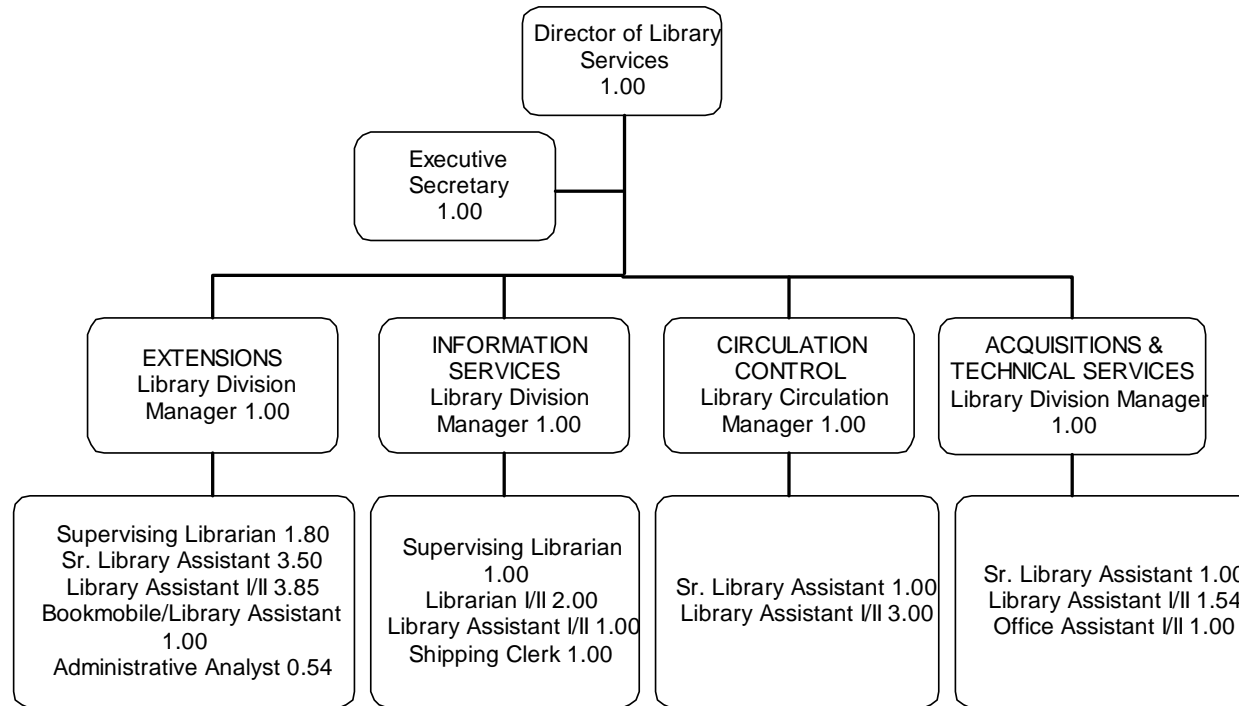 Director of Library
Services
1.00
Executive
Secretary
1.00
EXTENSIONS
Library Division
Manager 1.00
INFORMATION
SERVICES
Library Division
Manager 1.00
CIRCULATION
CONTROL
Library Circulation
Manager 1.00
ACQUISITIONS &
TECHNICAL SERVICES
Library Division Manager
1.00
Supervising Librarian 1.80
Sr. Library Assistant 3.50
Library Assistant I/II 3.85
Bookmobile/Library Assistant
1.00
Administrative Analyst 0.54
Supervising Librarian
1.00
Librarian I/II 2.00
Library Assistant I/II 1.00
Shipping Clerk 1.00
Sr. Library Assistant 1.00
Library Assistant I/II 3.00
Sr. Library Assistant 1.00
Library Assistant I/II 1.54
Office Assistant I/II 1.00